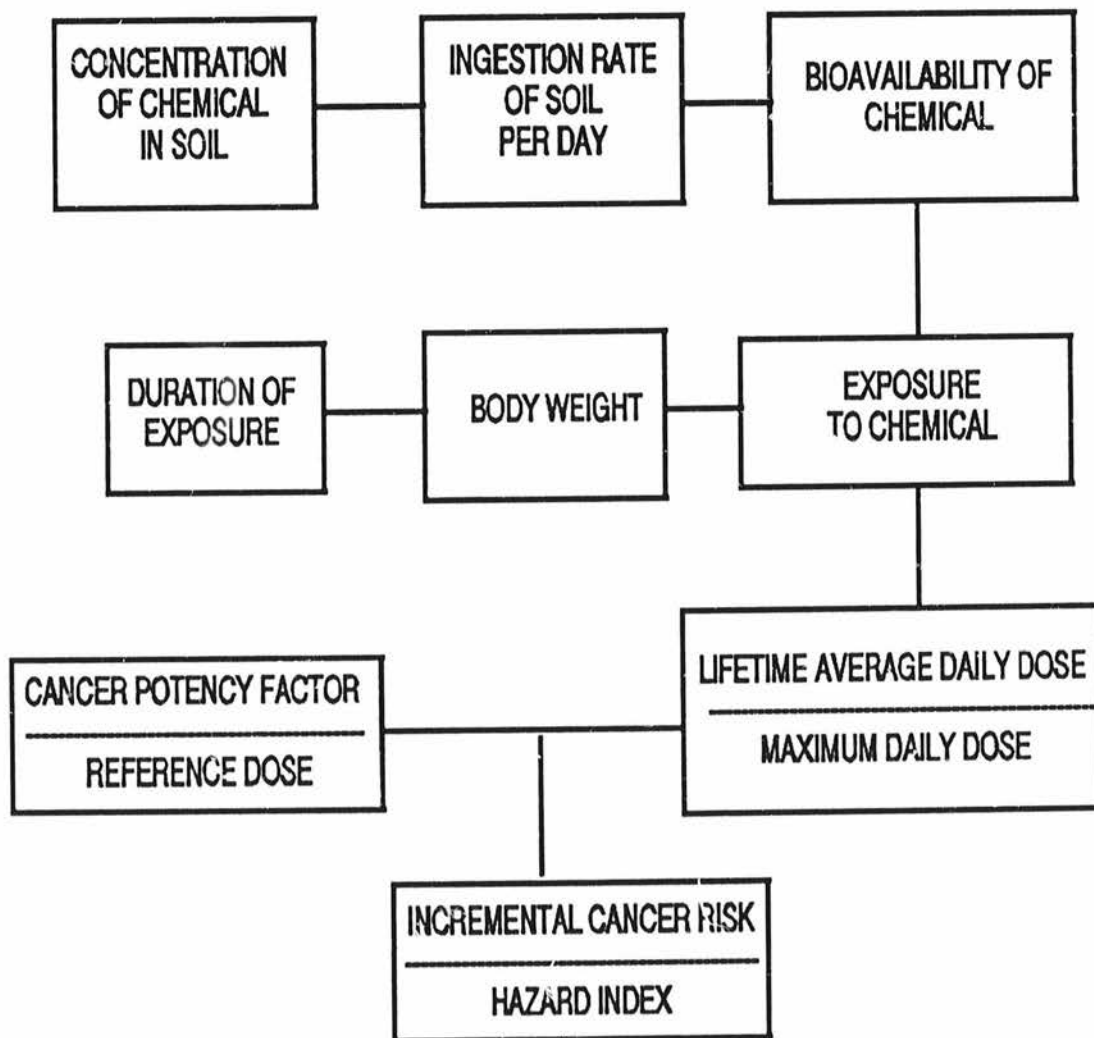 CONCENTRATION
OF CHEMICAL
IN SOIL
INGESTION RATE
OF SOIL
PER DAY
BIOAVAILABILITY OF
CHEMICAL
DURATION OF
EXPOSURE
BODY WEIGHT
EXPOSURE
TO CHEMICAL
CANCER POTENCY FACTOR
REFERENCE DOSE
LIFETIME AVERAGE DAILY DOSE
MAXIMUM DAILY DOSE
INCREMENTAL CANCER RISK
HAZARD INDEX